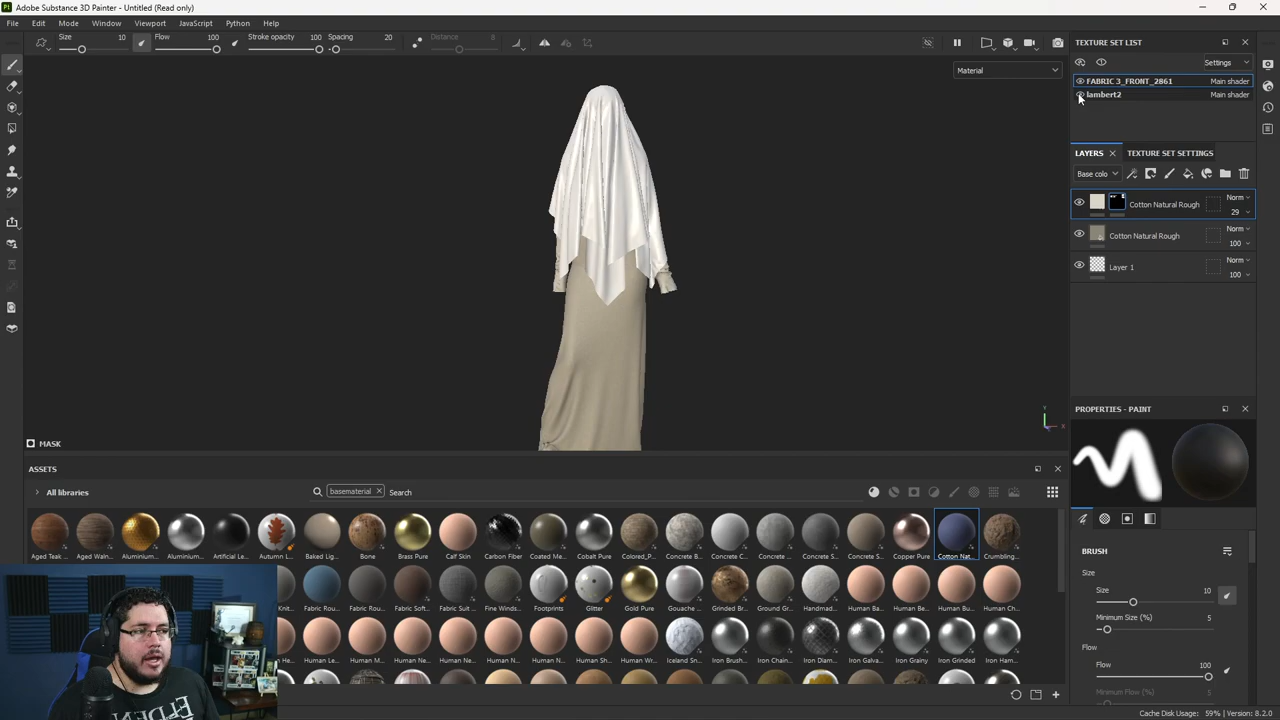 Adobe Substance 3D Painter - Untitled (Read only)
File Edit Mode Window Viewport JavaScript Python Help
Size 10 Flow 100 Stroke opacity 100 Spacing 20 Distance 8
Material
TEXTURE SET LIST
Settings
FABRIC 3_FRONT_2861 Main shader
lambert2 Main shader
LAYERS TEXTURE SET SETTINGS
Base colo
Cotton Natural Rough Norm
29
Cotton Natural Rough Norm
100
Layer 1 Norm
100
MASK
PROPERTIES - PAINT
ASSETS
All libraries basematerial Search
Aged Teak ... Aged Waln... Aluminium... Aluminium... Artificial Le... Autumn L... Baked Lig... Bone Brass Pure Calf Skin Carbon Fiber Coated Me... Cobalt Pure Colored_P... Concrete B... Concrete C... Concrete ... Concrete S... Concrete S... Copper Pure Cotton Nat... Crumbling...
Knit... Fabric Rou... Fabric Rou... Fabric Soft... Fabric Suit ... Fine Winds... Footprints Glitter Gold Pure Gouache ... Grinded Br... Ground Gr... Handmad... Human Ba... Human Be... Human Bu... Human Ch...
He... Human Le... Human M... Human Ne... Human Ne... Human N... Human N... Human Sh... Human Wr... Iceland Sn... Iron Brush... Iron Chain... Iron Diam... Iron Galva... Iron Grainy Iron Grinded Iron Ham...
BRUSH
Size
Size 10
Minimum Size (%) 5
Flow
Flow 100
Minimum Flow (%) 5
ELDEN
Cache Disk Usage: 59% | Version: 8.2.0